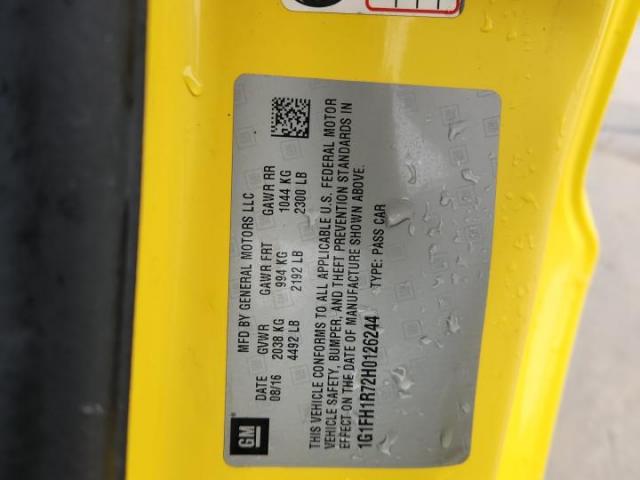 MFD BY GENERAL MOTORS LLC
DATE GVWR GAWR FRT GAWR RR
08/16 2038 KG 994 KG 1044 KG
4492 LB 2192 LB 2300 LB
THIS VEHICLE CONFORMS TO ALL APPLICABLE U.S. FEDERAL MOTOR
VEHICLE SAFETY, BUMPER, AND THEFT PREVENTION STANDARDS IN
EFFECT ON THE DATE OF MANUFACTURE SHOWN ABOVE.
1G1FH1R72H0126244 TYPE: PASS CAR
GM